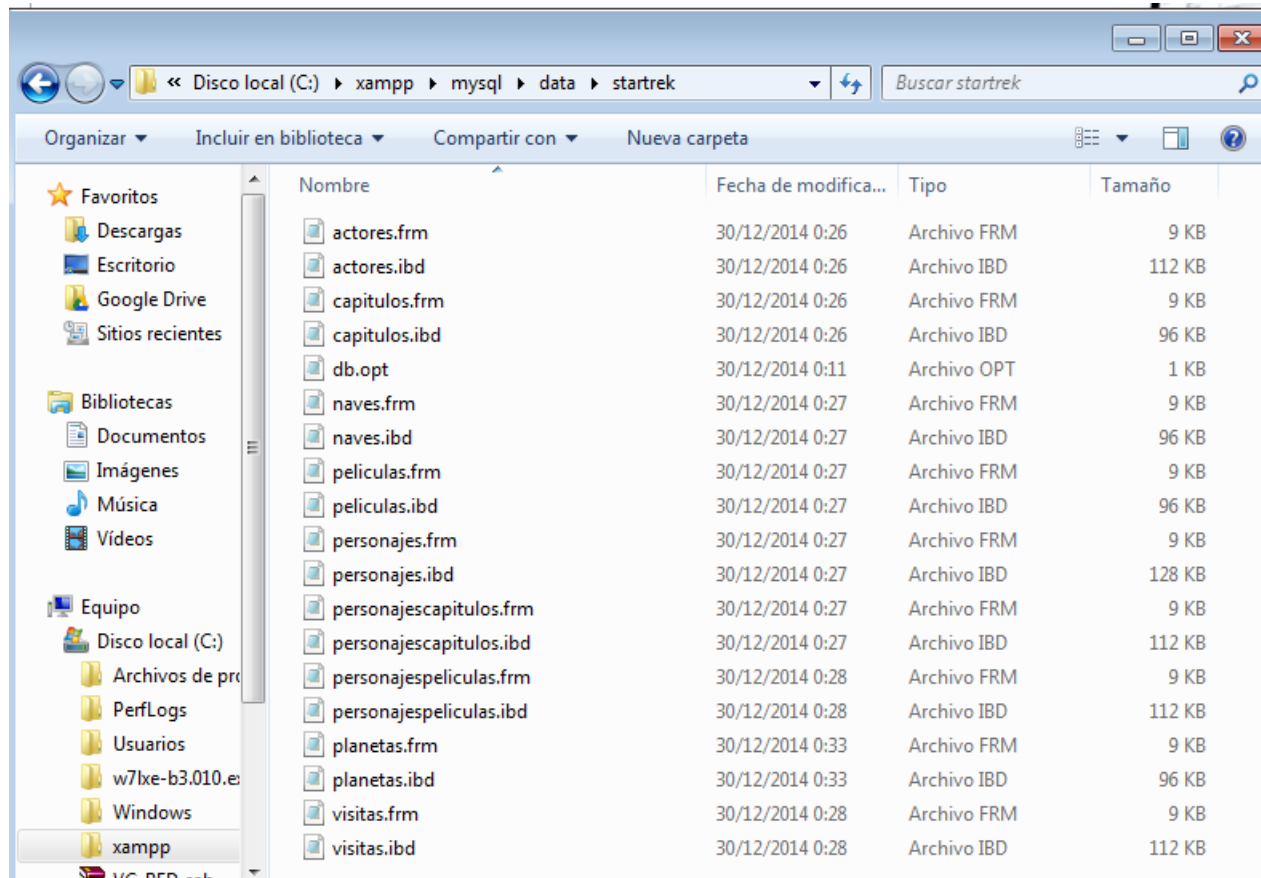 « Disco local (C:) xampp mysql data startrek Buscar startrek
Organizar Incluir en biblioteca Compartir con Nueva carpeta
Favoritos
Descargas
Escritorio
Google Drive
Sitios recientes
Bibliotecas
Documentos
Imágenes
Música
Vídeos
Equipo
Disco local (C:)
Archivos de pro
PerfLogs
Usuarios
w7lxe-b3.010.ex
Windows
xampp
Nombre Fecha de modifica... Tipo Tamaño
actores.frm 30/12/2014 0:26 Archivo FRM 9 KB
actores.ibd 30/12/2014 0:26 Archivo IBD 112 KB
capitulos.frm 30/12/2014 0:26 Archivo FRM 9 KB
capitulos.ibd 30/12/2014 0:26 Archivo IBD 96 KB
db.opt 30/12/2014 0:11 Archivo OPT 1 KB
naves.frm 30/12/2014 0:27 Archivo FRM 9 KB
naves.ibd 30/12/2014 0:27 Archivo IBD 96 KB
peliculas.frm 30/12/2014 0:27 Archivo FRM 9 KB
peliculas.ibd 30/12/2014 0:27 Archivo IBD 96 KB
personajes.frm 30/12/2014 0:27 Archivo FRM 9 KB
personajes.ibd 30/12/2014 0:27 Archivo IBD 128 KB
personajescapitulos.frm 30/12/2014 0:27 Archivo FRM 9 KB
personajescapitulos.ibd 30/12/2014 0:27 Archivo IBD 112 KB
personajespeliculas.frm 30/12/2014 0:28 Archivo FRM 9 KB
personajespeliculas.ibd 30/12/2014 0:28 Archivo IBD 112 KB
planetas.frm 30/12/2014 0:33 Archivo FRM 9 KB
planetas.ibd 30/12/2014 0:33 Archivo IBD 96 KB
visitas.frm 30/12/2014 0:28 Archivo FRM 9 KB
visitas.ibd 30/12/2014 0:28 Archivo IBD 112 KB